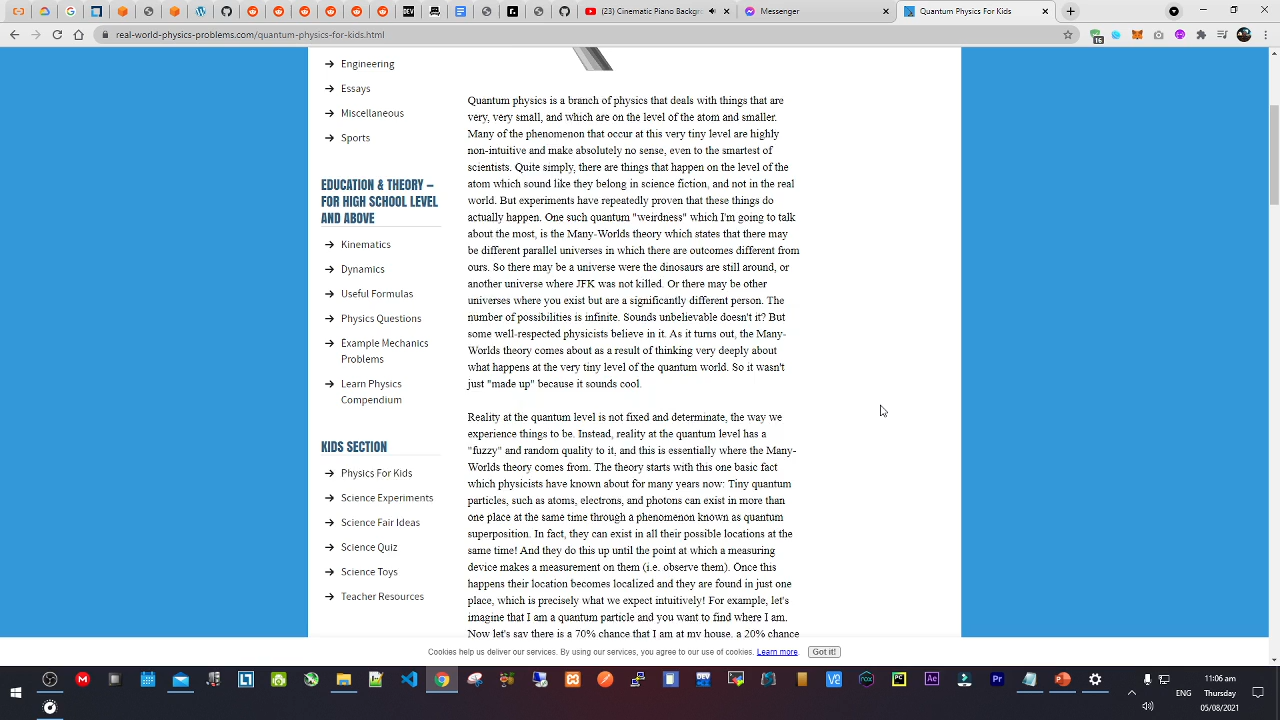 (23) Cinematic Piano Backgr
Messenger
Quantum Physics For Kids
real-world-physics-problems.com/quantum-physics-for-kids.html
16
Engineering
Essays
Miscellaneous
Sports
EDUCATION & THEORY –
FOR HIGH SCHOOL LEVEL
AND ABOVE
Kinematics
Dynamics
Useful Formulas
Physics Questions
Example Mechanics
Problems
Learn Physics
Compendium
KIDS SECTION
Physics For Kids
Science Experiments
Science Fair Ideas
Science Quiz
Science Toys
Teacher Resources
Quantum physics is a branch of physics that deals with things that are
very, very small, and which are on the level of the atom and smaller.
Many of the phenomenon that occur at this very tiny level are highly
non-intuitive and make absolutely no sense, even to the smartest of
scientists. Quite simply, there are things that happen on the level of the
atom which sound like they belong in science fiction, and not in the real
world. But experiments have repeatedly proven that these things do
actually happen. One such quantum "weirdness" which I'm going to talk
about the most, is the Many-Worlds theory which states that there may
be different parallel universes in which there are outcomes different from
ours. So there may be a universe were the dinosaurs are still around, or
another universe where JFK was not killed. Or there may be other
universes where you exist but are a significantly different person. The
number of possibilities is infinite. Sounds unbelievable doesn't it? But
some well-respected physicists believe in it. As it turns out, the Many-
Worlds theory comes about as a result of thinking very deeply about
what happens at the very tiny level of the quantum world. So it wasn't
just "made up" because it sounds cool.
Reality at the quantum level is not fixed and determinate, the way we
experience things to be. Instead, reality at the quantum level has a
"fuzzy" and random quality to it, and this is essentially where the Many-
Worlds theory comes from. The theory starts with this one basic fact
which physicists have known about for many years now: Tiny quantum
particles, such as atoms, electrons, and photons can exist in more than
one place at the same time through a phenomenon known as quantum
superposition. In fact, they can exist in all their possible locations at the
same time! And they do this up until the point at which a measuring
device makes a measurement on them (i.e. observe them). Once this
happens their location becomes localized and they are found in just one
place, which is precisely what we expect intuitively! For example, let's
imagine that I am a quantum particle and you want to find where I am.
Now let's say there is a 70% chance that I am at my house, a 20% chance
Cookies help us deliver our services. By using our services, you agree to our use of cookies. Learn more. Got it!
ENG
11:06 am
Thursday
05/08/2021